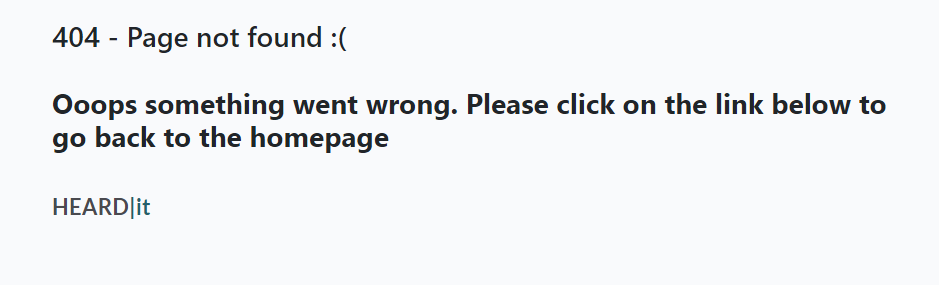 404 - Page not found :(
Ooops something went wrong. Please click on the link below to
go back to the homepage
HEARD|it